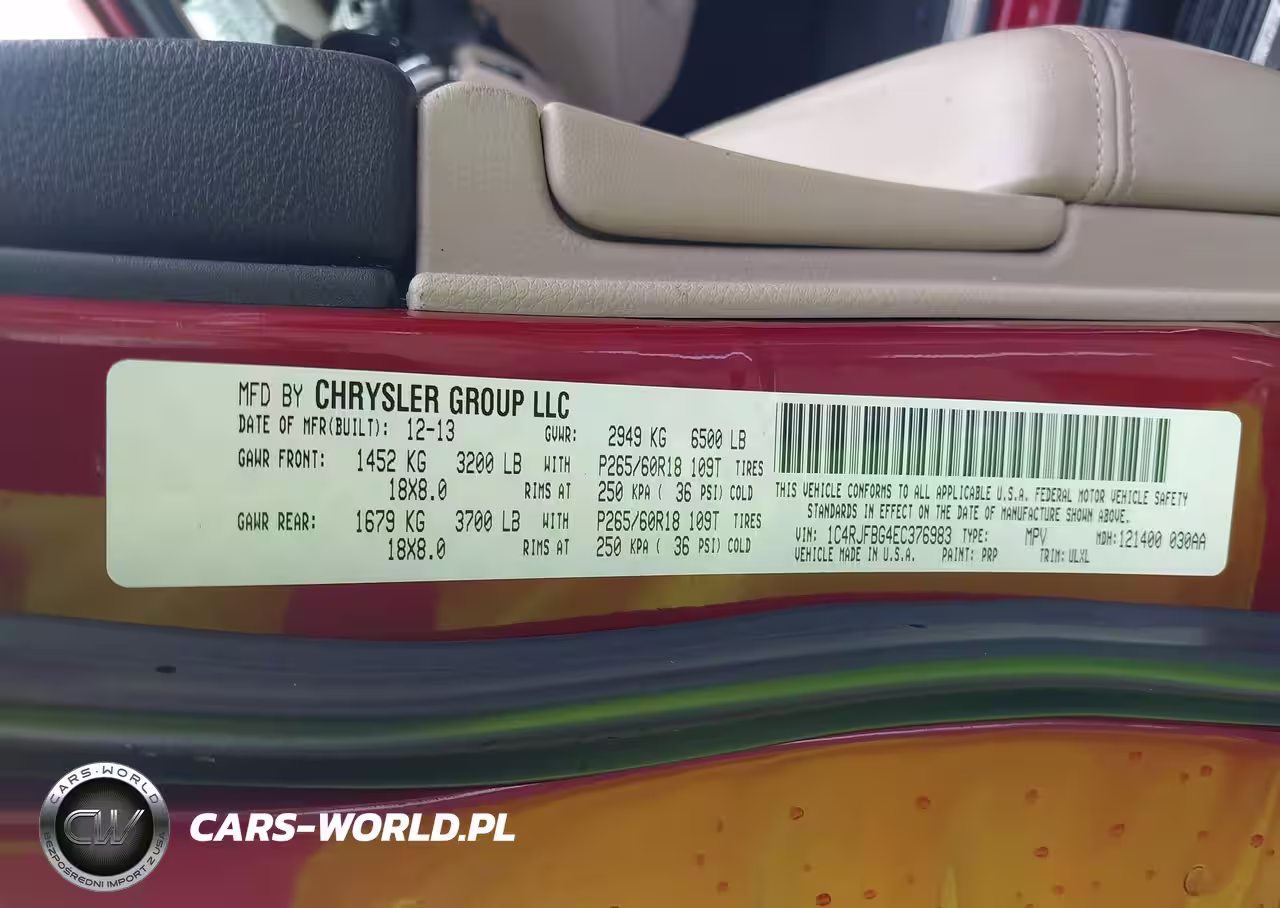 MFD BY CHRYSLER GROUP LLC
DATE OF MFR(BUILT): 12-13 GVWR: 2949 KG 6500 LB
GAWR FRONT: 1452 KG 3200 LB WITH P265/60R18 109T TIRES
18X8.0 RIMS AT 250 KPA ( 36 PSI) COLD
GAWR REAR: 1679 KG 3700 LB WITH P265/60R18 109T TIRES
18X8.0 RIMS AT 250 KPA ( 36 PSI) COLD
THIS VEHICLE CONFORMS TO ALL APPLICABLE U.S.A. FEDERAL MOTOR VEHICLE SAFETY
STANDARDS IN EFFECT ON THE DATE OF MANUFACTURE SHOWN ABOVE.
VIN: 1C4RJFBG4EC376983 TYPE: MPV MDH:121400 030AA
VEHICLE MADE IN U.S.A. PAINT: PRP TRIM: ULXL
CARS-WORLD
CW
BEZPOŚREDNI IMPORT Z USA
CARS-WORLD.PL